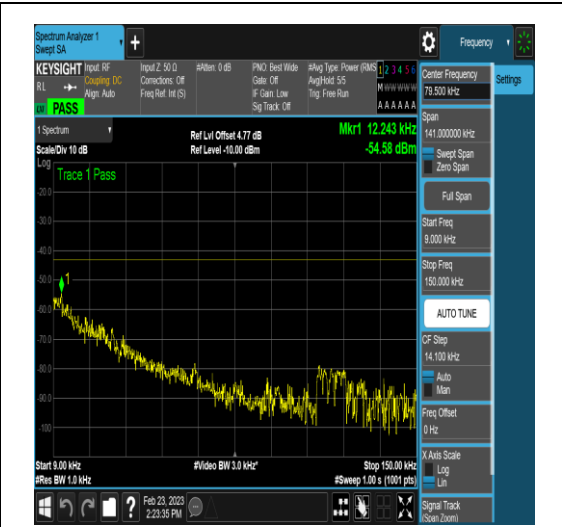 Spectrum Analyzer 1
Swept SA
+
Frequency
KEYSIGHT
RL
PASS
Input: RF
Coupling: DC
Align: Auto
Input Z: 50 Ω
Corrections: Off
Freq Ref: Int (S)
#Atten: 0 dB
PNO: Best Wide
Gate: Off
IF Gain: Low
Sig Track: Off
#Avg Type: Power (RMS
Avg|Hold: 5/5
Trig: Free Run
1 2 3 4 5 6
M W W W W W
A A A A A A
1 Spectrum
Scale/Div 10 dB
Ref Lvl Offset 4.77 dB
Ref Level -10.00 dBm
Mkr1 12.243 kHz
-54.58 dBm
Log
Trace 1 Pass
-20.0
-30.0
-40.0
-50.0
1
-60.0
-70.0
-80.0
-90.0
-100
Start 9.00 kHz
#Res BW 1.0 kHz
#Video BW 3.0 kHz*
Stop 150.00 kHz
#Sweep 1.00 s (1001 pts)
?
Feb 23, 2023
2:23:35 PM
Center Frequency
79.500 kHz
Span
141.000000 kHz
Swept Span
Zero Span
Full Span
Start Freq
9.000 kHz
Stop Freq
150.000 kHz
AUTO TUNE
CF Step
14.100 kHz
Auto
Man
Freq Offset
0 Hz
X Axis Scale
Log
Lin
Signal Track
(Span Zoom)
Settings